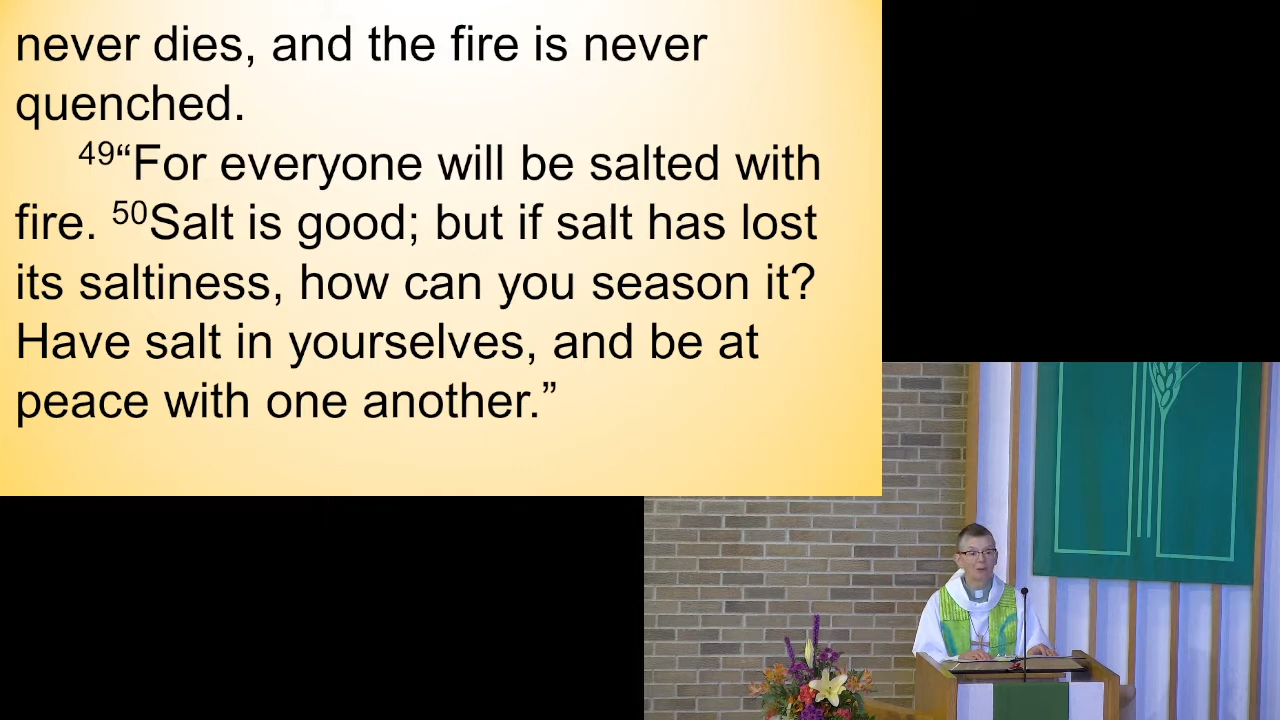 never dies, and the fire is never
quenched.
49“For everyone will be salted with
fire. 50Salt is good; but if salt has lost
its saltiness, how can you season it?
Have salt in yourselves, and be at
peace with one another.”